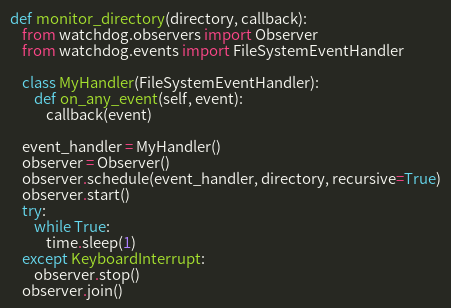 def monitor_directory(directory, callback):
    from watchdog.observers import Observer
    from watchdog.events import FileSystemEventHandler

    class MyHandler(FileSystemEventHandler):
        def on_any_event(self, event):
            callback(event)

    event_handler = MyHandler()
    observer = Observer()
    observer.schedule(event_handler, directory, recursive=True)
    observer.start()
    try:
        while True:
            time.sleep(1)
    except KeyboardInterrupt:
        observer.stop()
    observer.join()